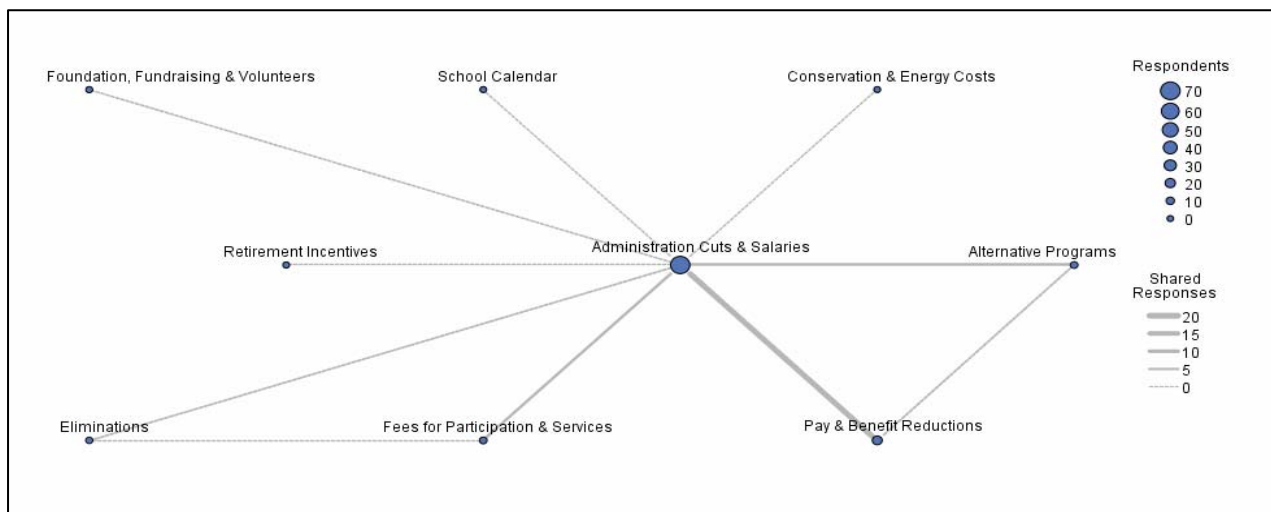 Foundation, Fundraising & Volunteers
School Calendar
Conservation & Energy Costs
Retirement Incentives
Administration Cuts & Salaries
Alternative Programs
Eliminations
Fees for Participation & Services
Pay & Benefit Reductions
Respondents
70
60
50
40
30
20
10
0
Shared
Responses
20
15
10
5
0